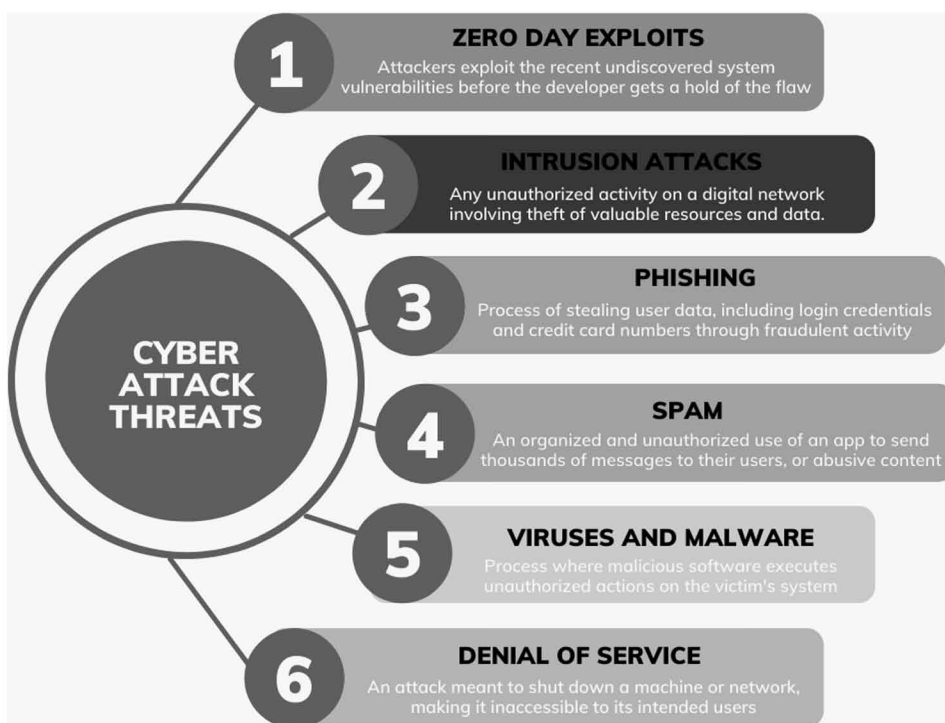 1
ZERO DAY EXPLOITS
Attackers exploit the recent undiscovered system
vulnerabilities before the developer gets a hold of the flaw
2
INTRUSION ATTACKS
Any unauthorized activity on a digital network
involving theft of valuable resources and data.
3
PHISHING
Process of stealing user data, including login credentials
and credit card numbers through fraudulent activity
CYBER
ATTACK
THREATS
4
SPAM
An organized and unauthorized use of an app to send
thousands of messages to their users, or abusive content
5
VIRUSES AND MALWARE
Process where malicious software executes
unauthorized actions on the victim's system
6
DENIAL OF SERVICE
An attack meant to shut down a machine or network,
making it inaccessible to its intended users